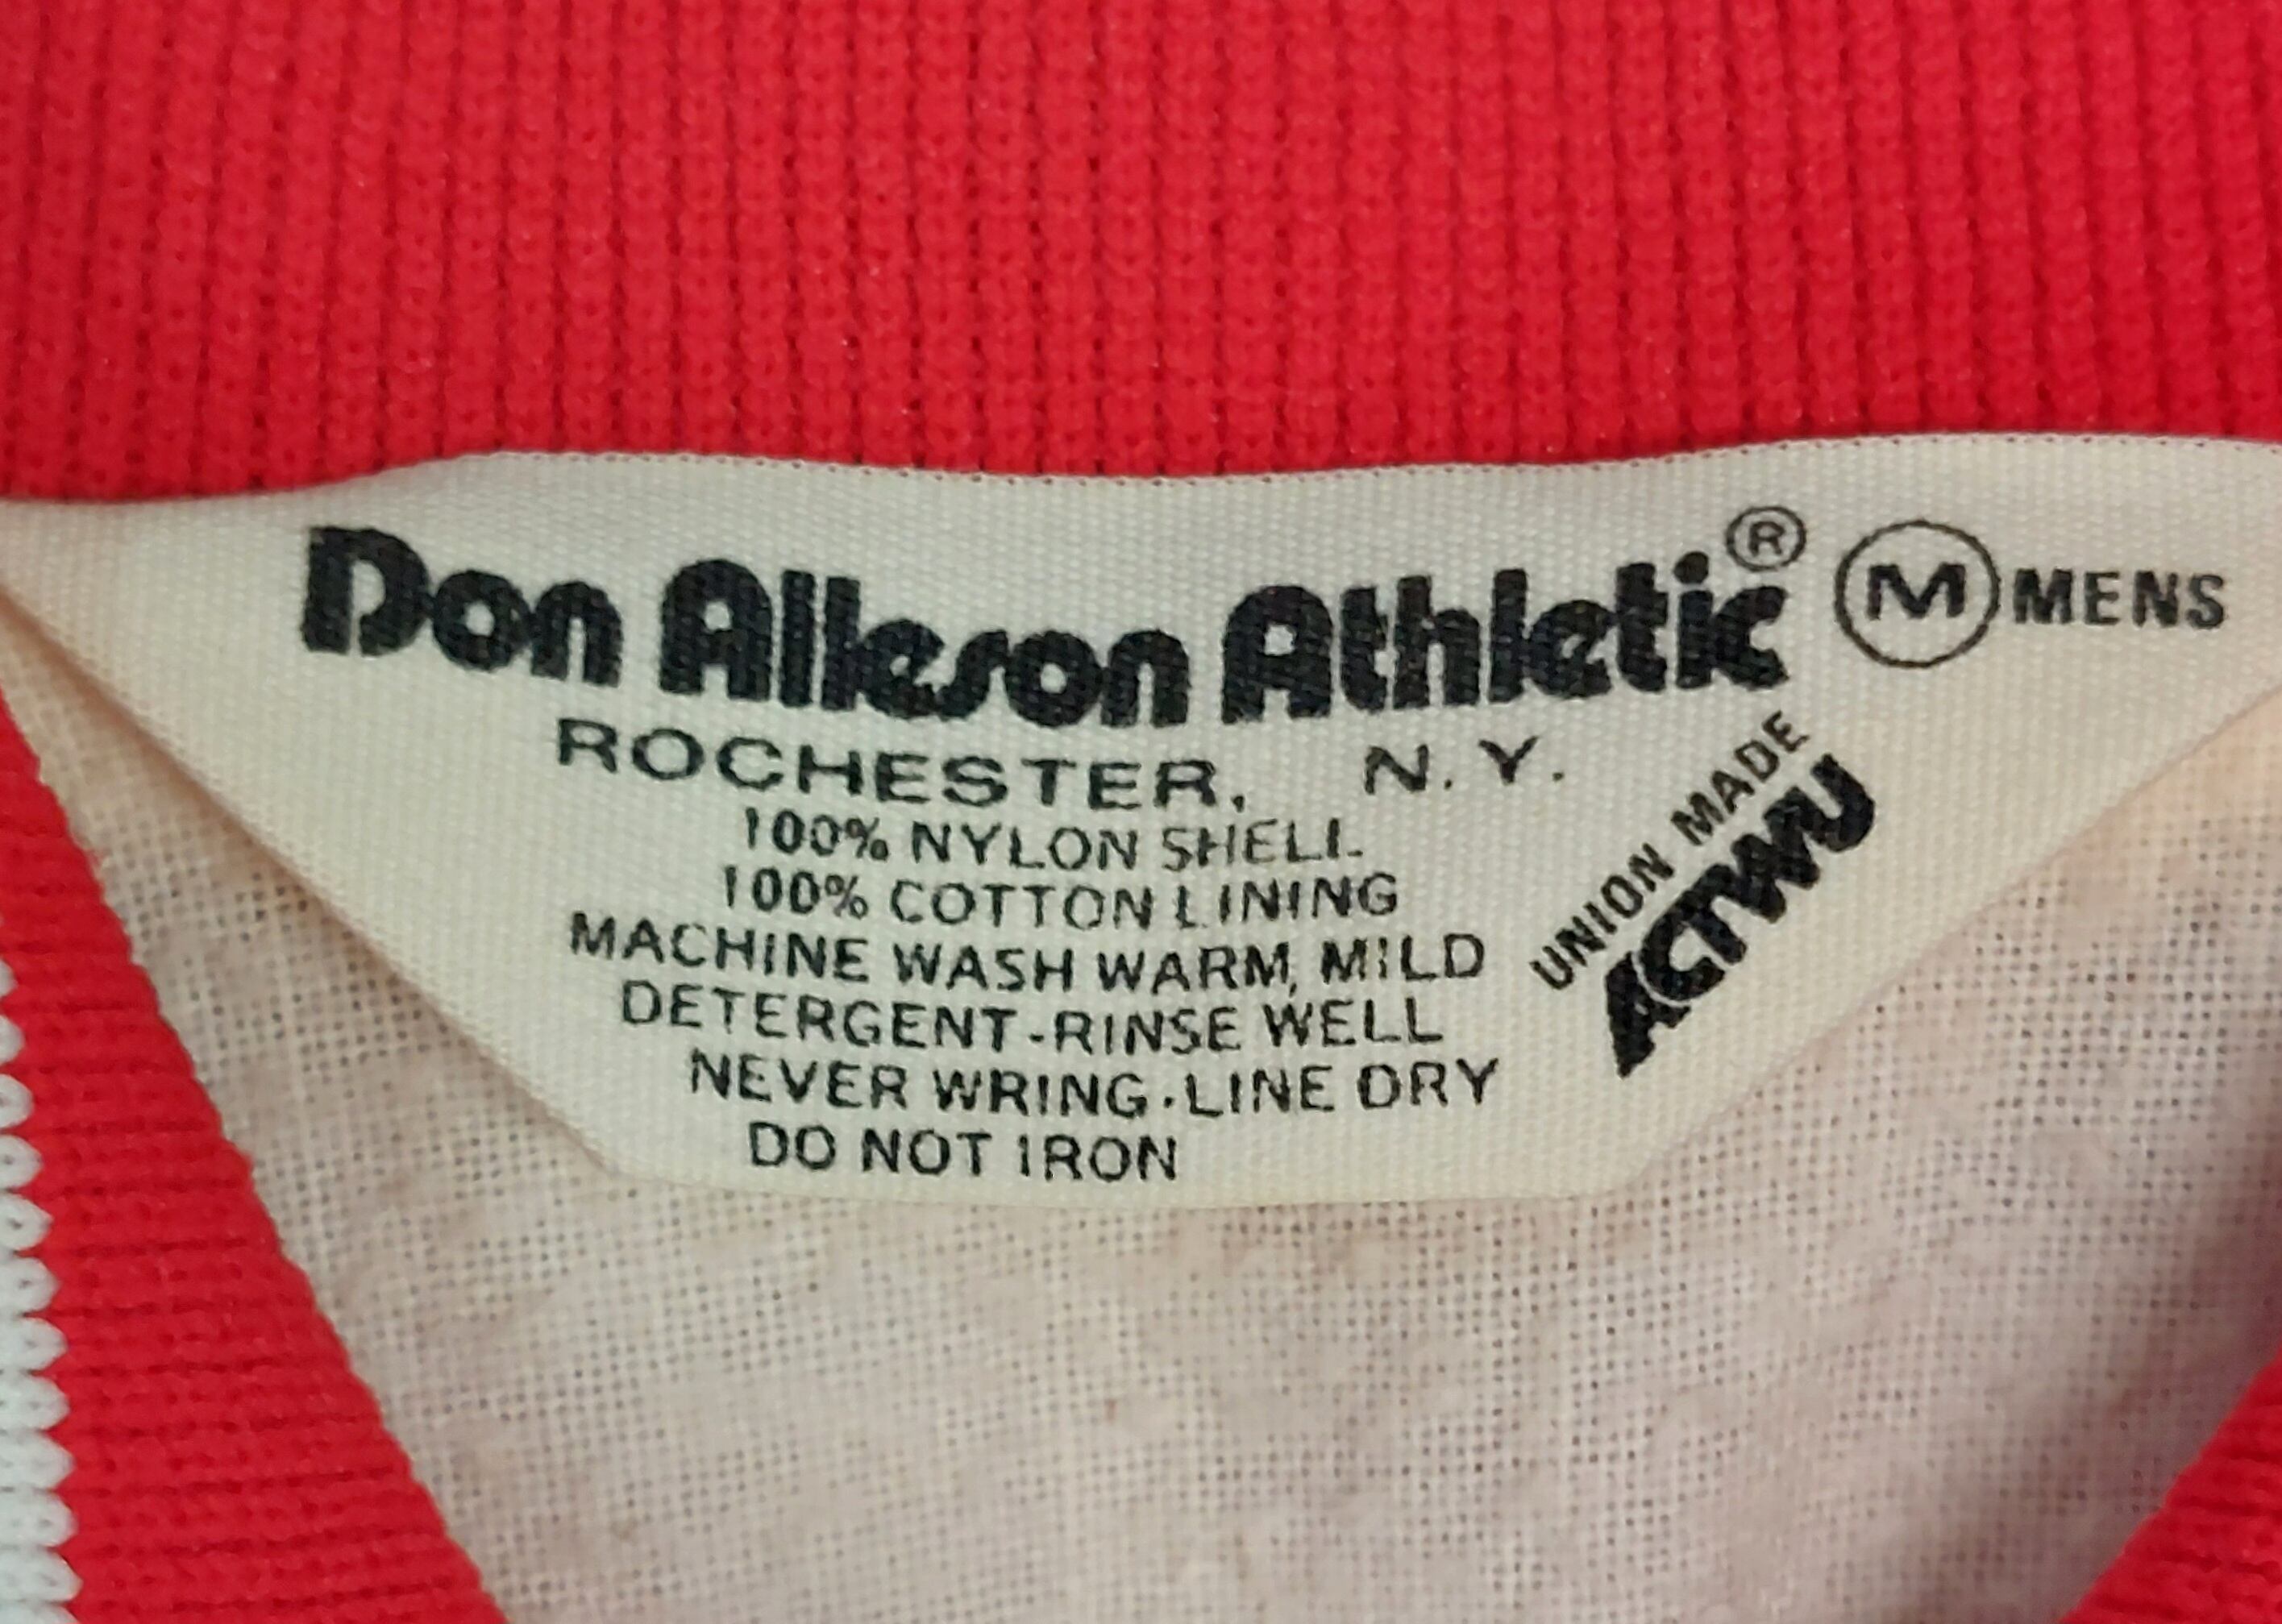 Don Alleson Athletic® M MENS
ROCHESTER, N.Y.
100% NYLON SHELL
100% COTTON LINING
MACHINE WASH WARM, MILD
DETERGENT-RINSE WELL
NEVER WRING·LINE DRY
DO NOT IRON
UNION MADE
ACTWU